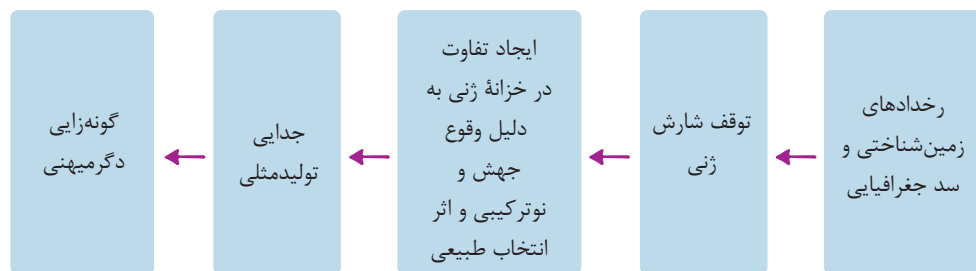 رخدادهای
زمین‌شناختی و
سد جغرافیایی
توقف شارش
ژنی
ایجاد تفاوت
در خزانهٔ ژنی به
دلیل وقوع
جهش و
نوترکیبی و اثر
انتخاب طبیعی
جدایی
تولیدمثلی
گونه‌زایی
دگرمیهنی